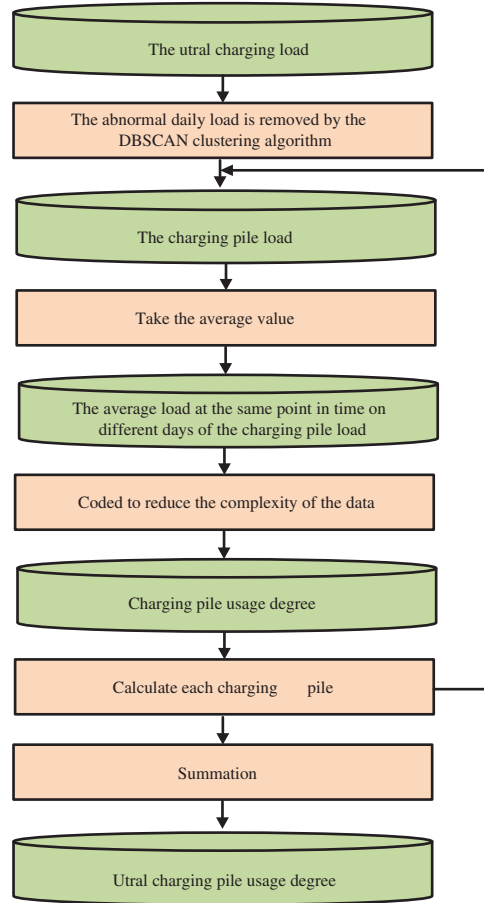 The utral charging load
The abnormal daily load is removed by the
DBSCAN clustering algorithm
The charging pile load
Take the average value
The average load at the same point in time on
different days of the charging pile load
Coded to reduce the complexity of the data
Charging pile usage degree
Calculate each charging pile
Summation
Utral charging pile usage degree